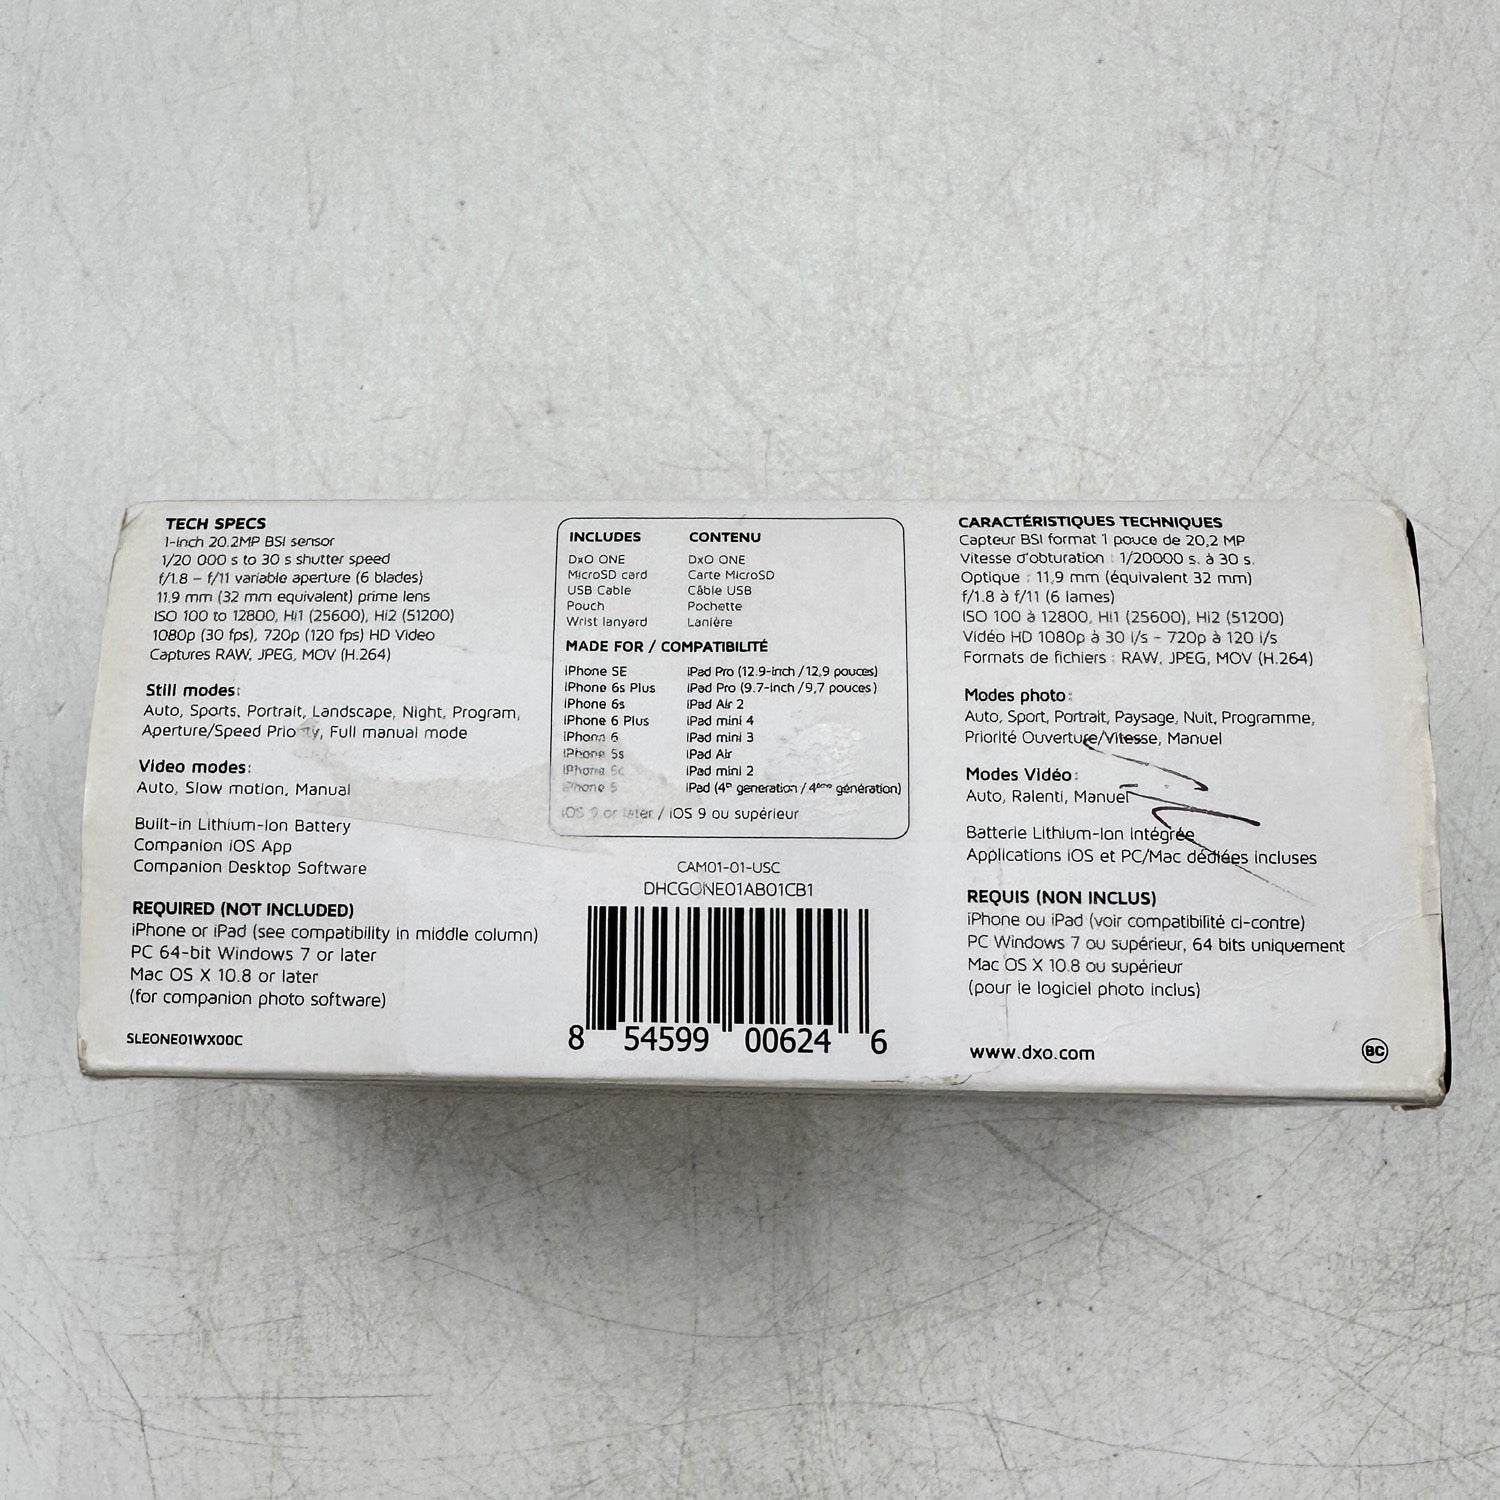 TECH SPECS
1-inch 20.2MP BSI sensor
1/20 000 s to 30 s shutter speed
f/1.8 – f/11 variable aperture (6 blades)
11.9 mm (32 mm equivalent) prime lens
ISO 100 to 12800, Hi1 (25600), Hi2 (51200)
1080p (30 fps), 720p (120 fps) HD Video
Captures RAW, JPEG, MOV (H.264)
Still modes:
Auto, Sports, Portrait, Landscape, Night, Program,
Aperture/Speed Prio ty, Full manual mode
Video modes:
Auto, Slow motion, Manual
Built-in Lithium-Ion Battery
Companion iOS App
Companion Desktop Software
REQUIRED (NOT INCLUDED)
iPhone or iPad (see compatibility in middle column)
PC 64-bit Windows 7 or later
Mac OS X 10.8 or later
(for companion photo software)
SLEONE01WX00C
INCLUDES CONTENU
DxO ONE DxO ONE
MicroSD card Carte MicroSD
USB Cable Câble USB
Pouch Pochette
Wrist lanyard Lanière
MADE FOR / COMPATIBILITÉ
iPhone SE iPad Pro (12.9-inch / 12,9 pouces)
iPhone 6s Plus iPad Pro (9.7-inch / 9,7 pouces)
iPhone 6s iPad Air 2
iPhone 6 Plus iPad mini 4
iPhone 6 iPad mini 3
iPhone 5s iPad Air
iPhone 5c iPad mini 2
iPhone 5 iPad (4th generation / 4ème génération)
iOS 9 or later / iOS 9 ou supérieur
CAM01-01-USC
DHCGONE01AB01CB1
8 54599 00624 6
CARACTÉRISTIQUES TECHNIQUES
Capteur BSI format 1 pouce de 20,2 MP
Vitesse d'obturation : 1/20000 s. à 30 s.
Optique : 11,9 mm (équivalent 32 mm)
f/1.8 à f/11 (6 lames)
ISO 100 à 12800, Hi1 (25600), Hi2 (51200)
Vidéo HD 1080p à 30 i/s - 720p à 120 i/s
Formats de fichiers : RAW, JPEG, MOV (H.264)
Modes photo:
Auto, Sport, Portrait, Paysage, Nuit, Programme,
Priorité Ouverture/Vitesse, Manuel
Modes Vidéo:
Auto, Ralenti, Manuel
Batterie Lithium-Ion intégrée
Applications iOS et PC/Mac dédiées incluses
REQUIS (NON INCLUS)
iPhone ou iPad (voir compatibilité ci-contre)
PC Windows 7 ou supérieur, 64 bits uniquement
Mac OS X 10.8 ou supérieur
(pour le logiciel photo inclus)
www.dxo.com
BC